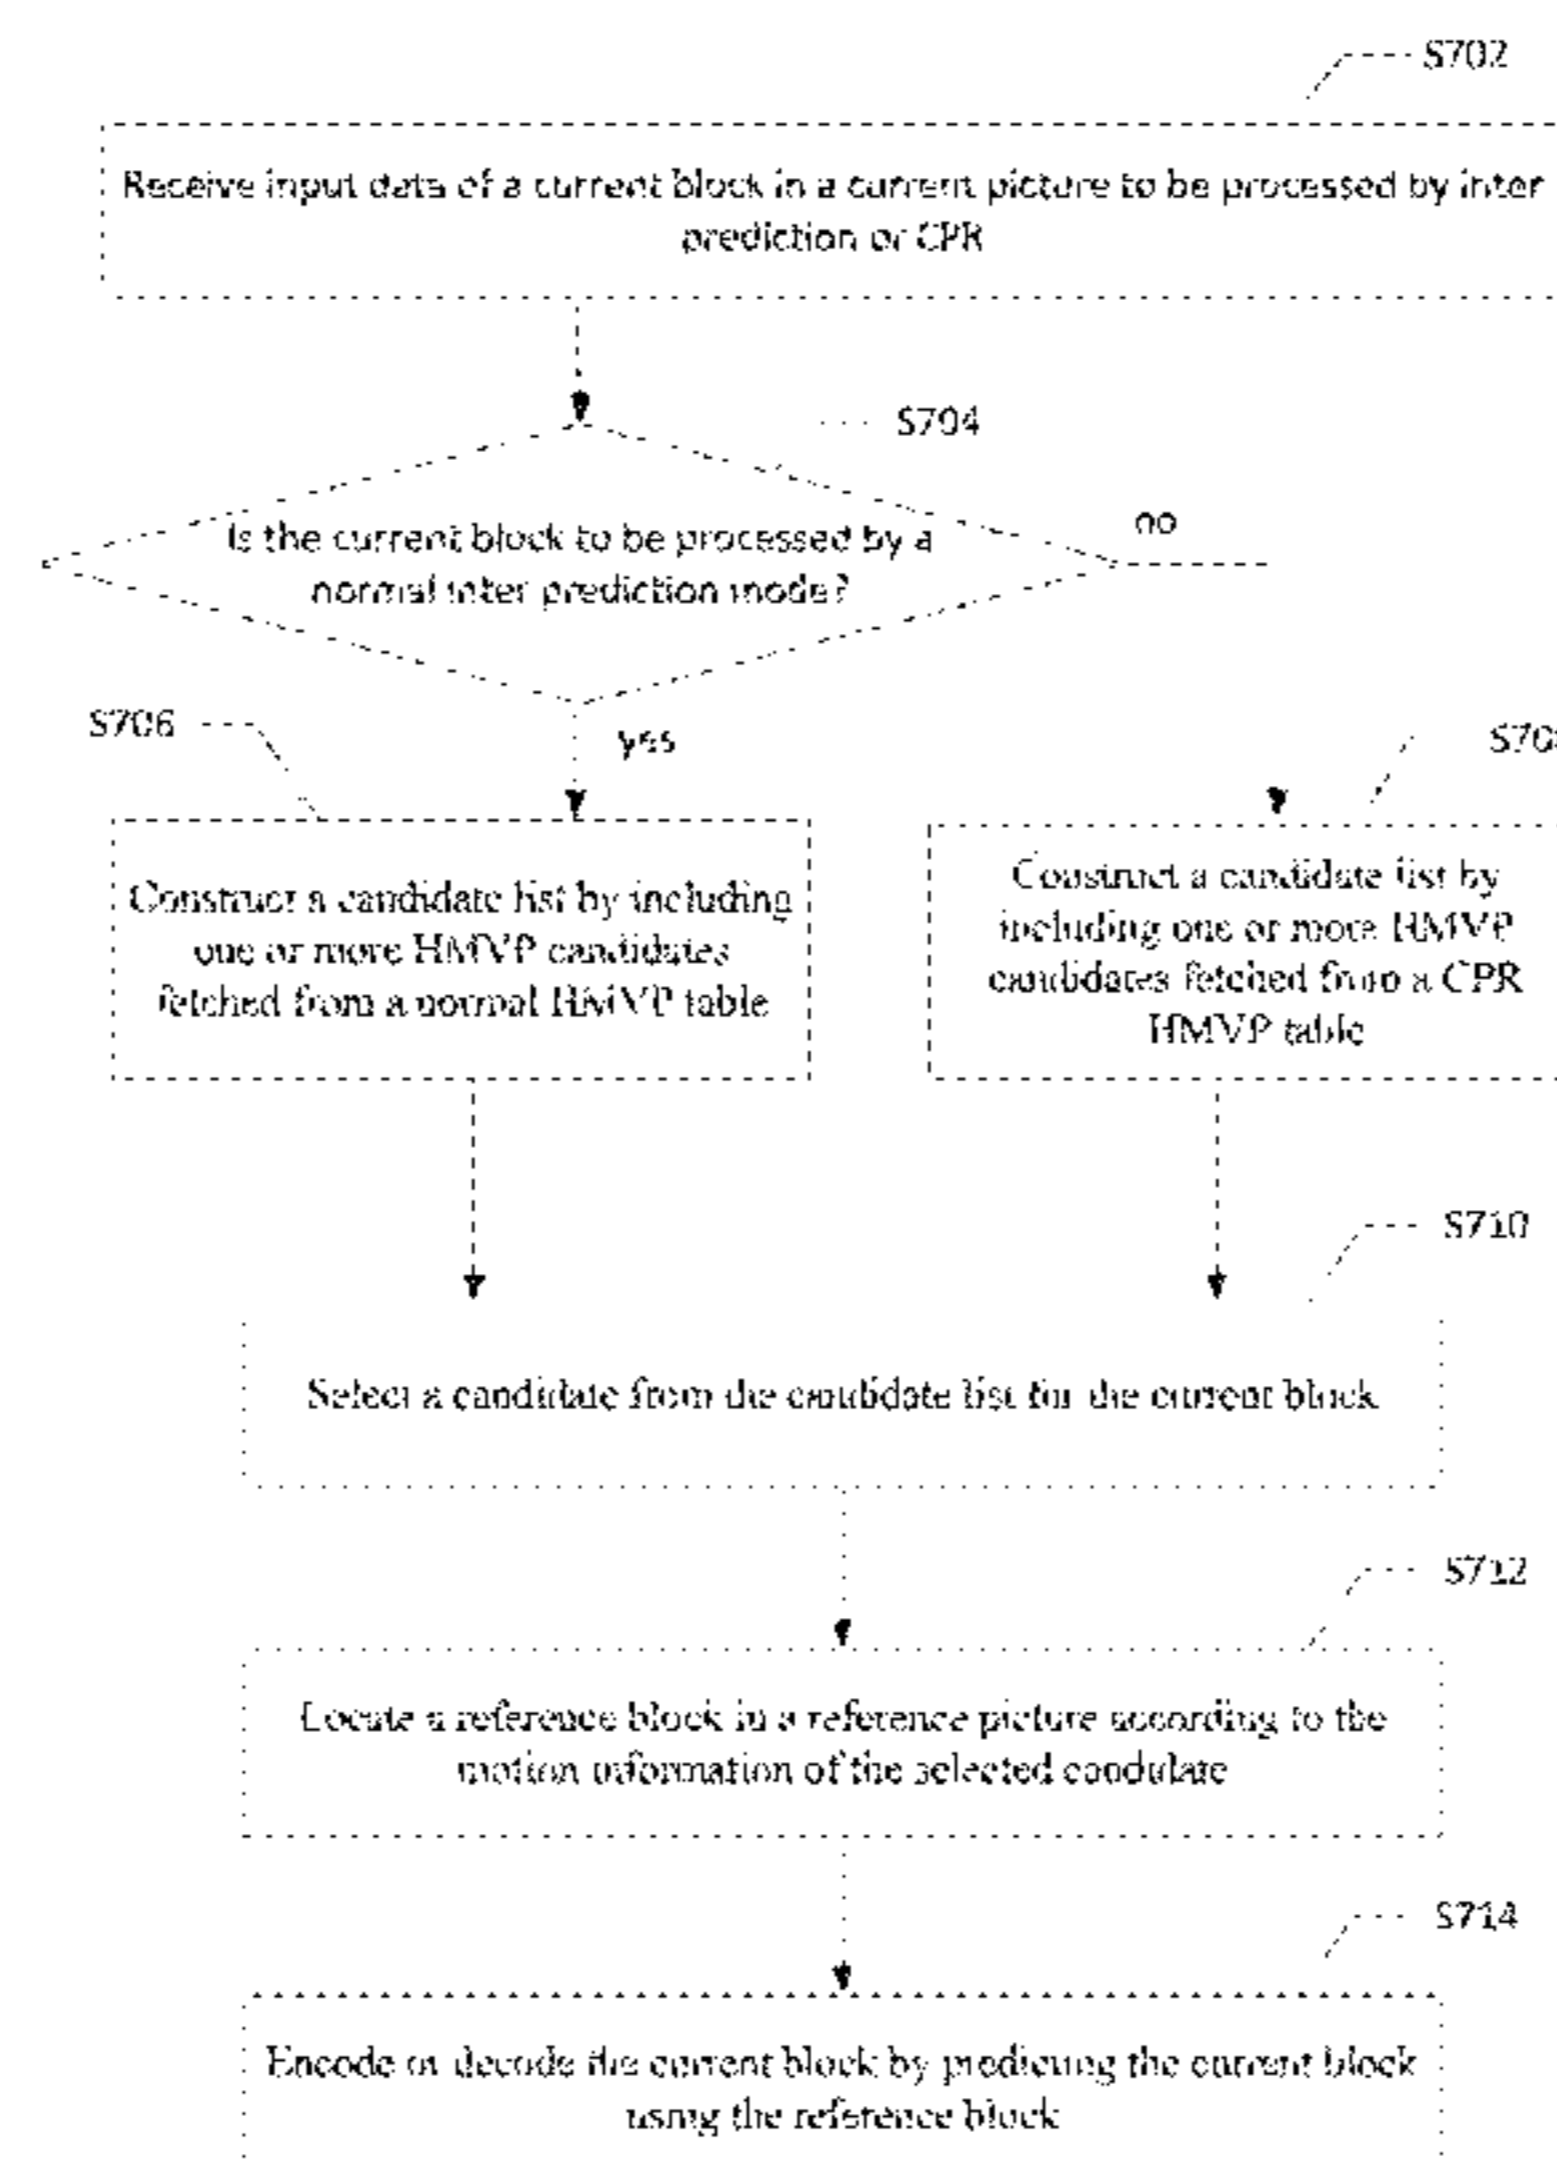 S702
Receive input data of a current block in a current picture to be processed by inter
prediction or CPR
S704
no
Is the current block to be processed by a
normal inter prediction mode?
S706
yes
S70
Construct a candidate list by including
one or more HMVP candidates
fetched from a normal HMVP table
Construct a candidate list by
including one or more HMVP
candidates fetched from a CPR
HMVP table
S710
Select a candidate from the candidate list for the current block
S712
Locate a reference block in a reference picture according to the
motion information of the selected candidate
S714
Encode or decode the current block by predicting the current block
using the reference block